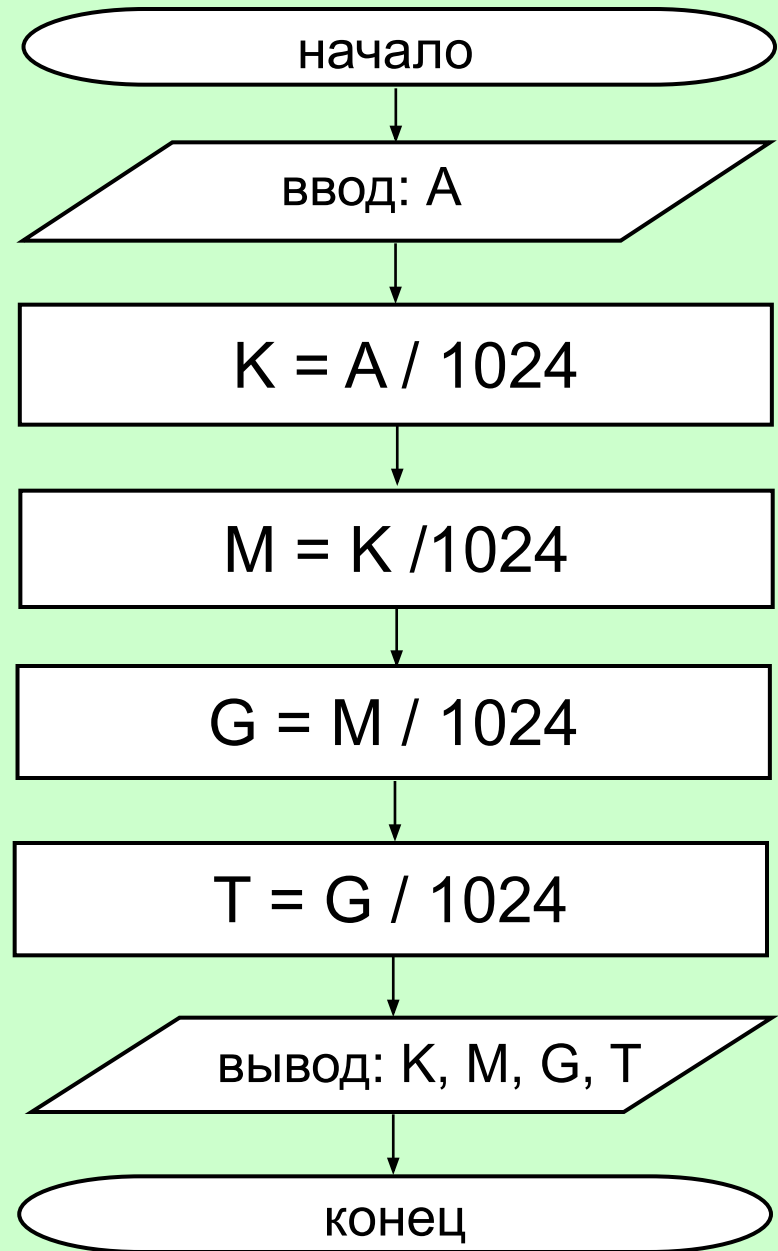 начало
ввод: A
K = A / 1024
M = K /1024
G = M / 1024
T = G / 1024
вывод: K, M, G, T
конец